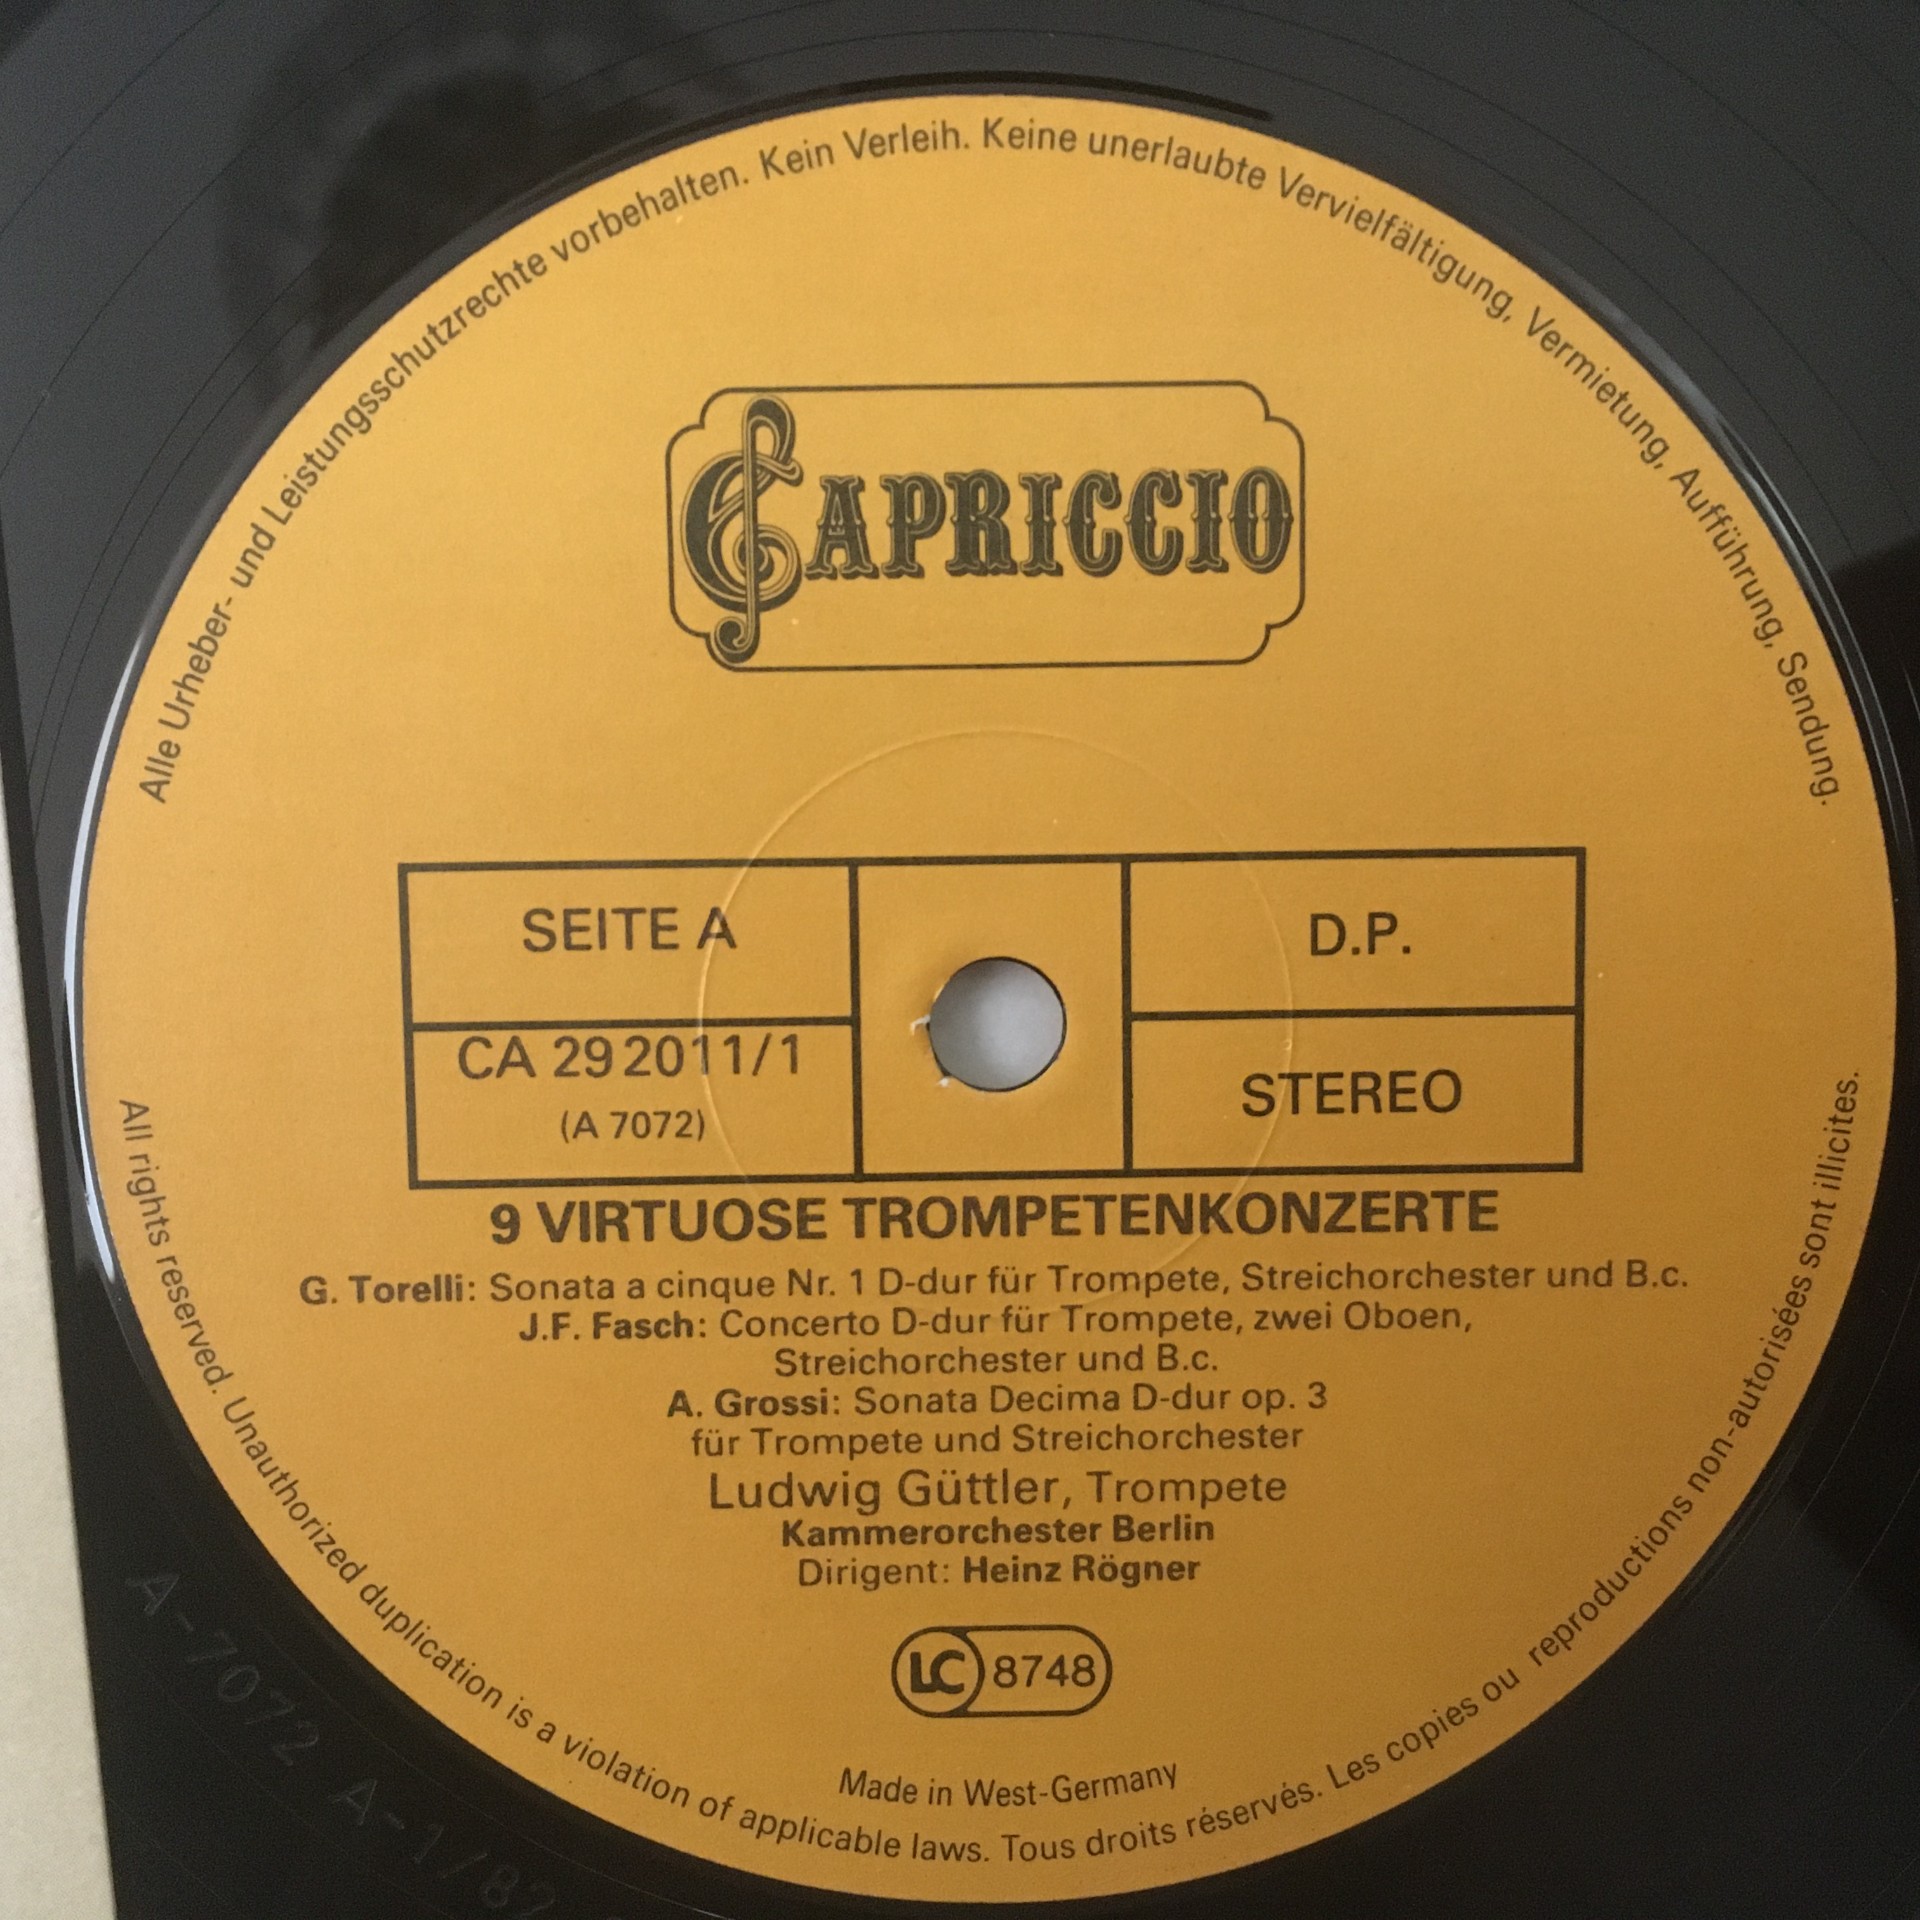 Alle Urheber- und Leistungsschutzrechte vorbehalten. Kein Verleih. Keine unerlaubte Vervielfältigung, Vermietung, Aufführung, Sendung.
CAPRICCIO
SEITE A
D.P.
CA 29 2011/1
(A 7072)
STEREO
9 VIRTUOSE TROMPETENKONZERTE
G. Torelli: Sonata a cinque Nr. 1 D-dur für Trompete, Streichorchester und B.c.
J.F. Fasch: Concerto D-dur für Trompete, zwei Oboen,
Streichorchester und B.c.
A. Grossi: Sonata Decima D-dur op. 3
für Trompete und Streichorchester
Ludwig Güttler, Trompete
Kammerorchester Berlin
Dirigent: Heinz Rögner
LC 8748
Made in West-Germany
All rights reserved. Unauthorized duplication is a violation of applicable laws. Tous droits réservés. Les copies ou reproductions non-autorisées sont illicites.
A-7072 A-1/82